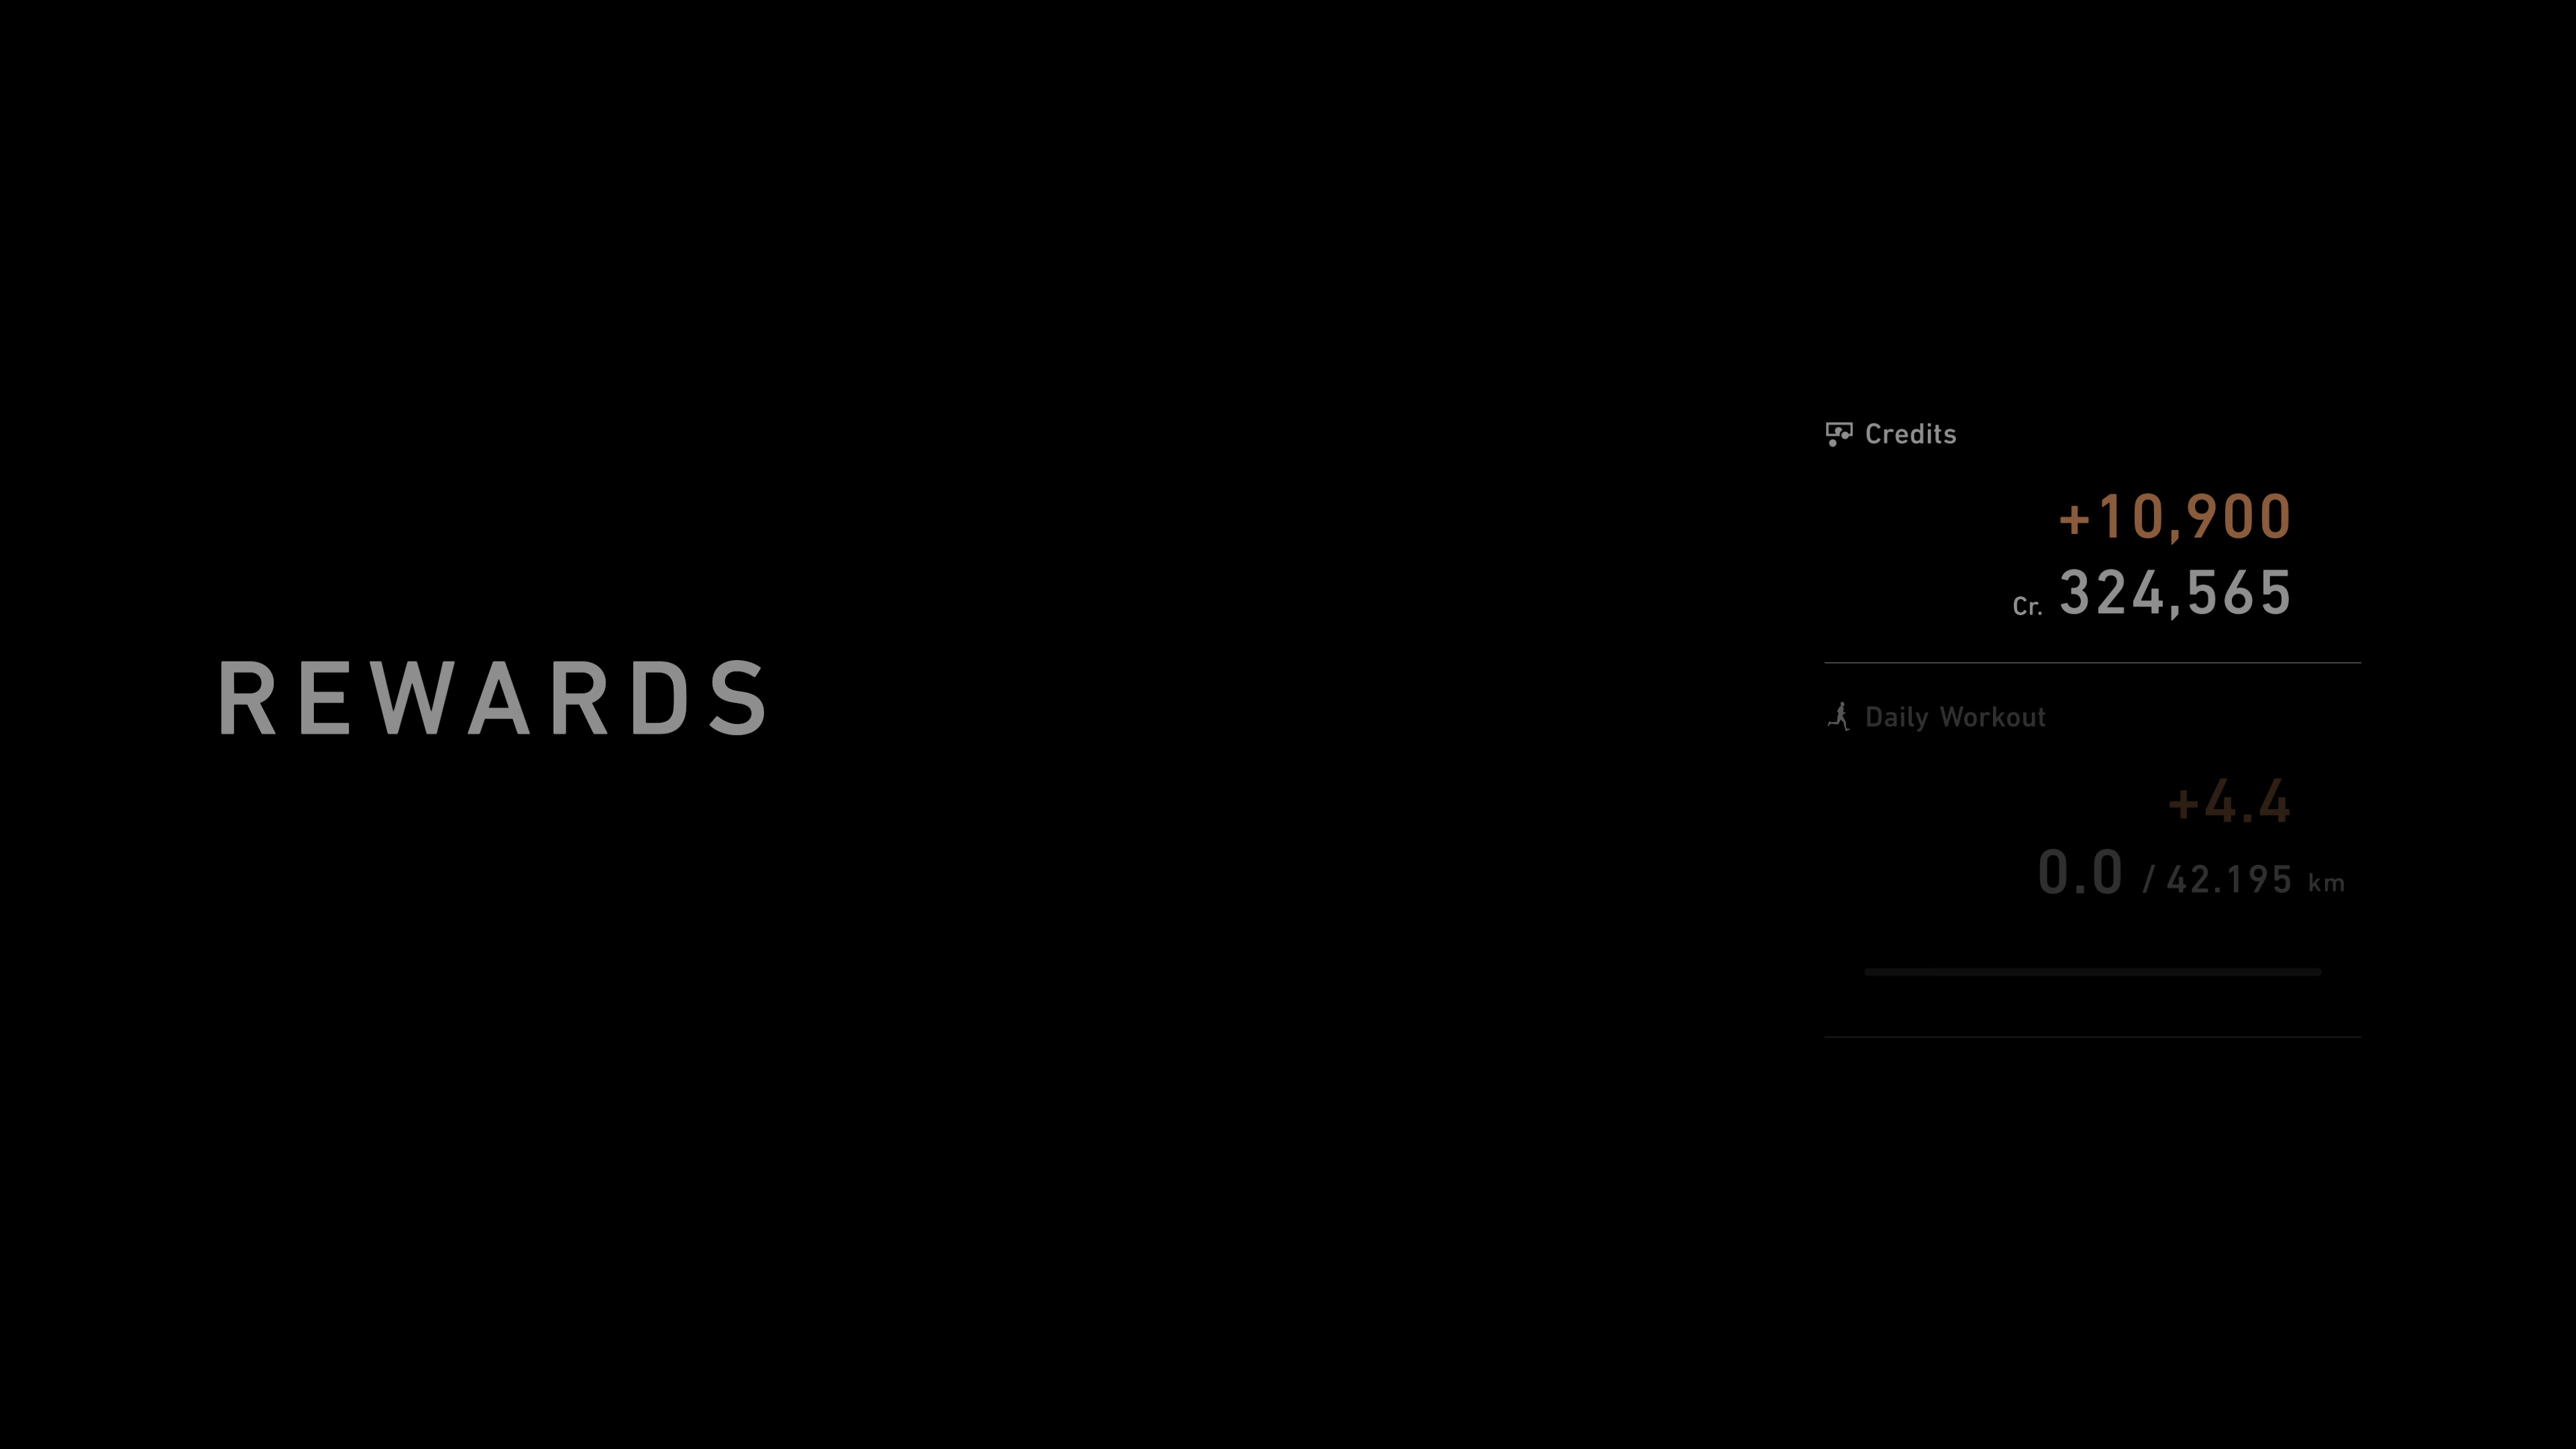 REWARDS
Credits
+10,900
Cr. 324,565
Daily Workout
+4.4
0.0 / 42.195 km